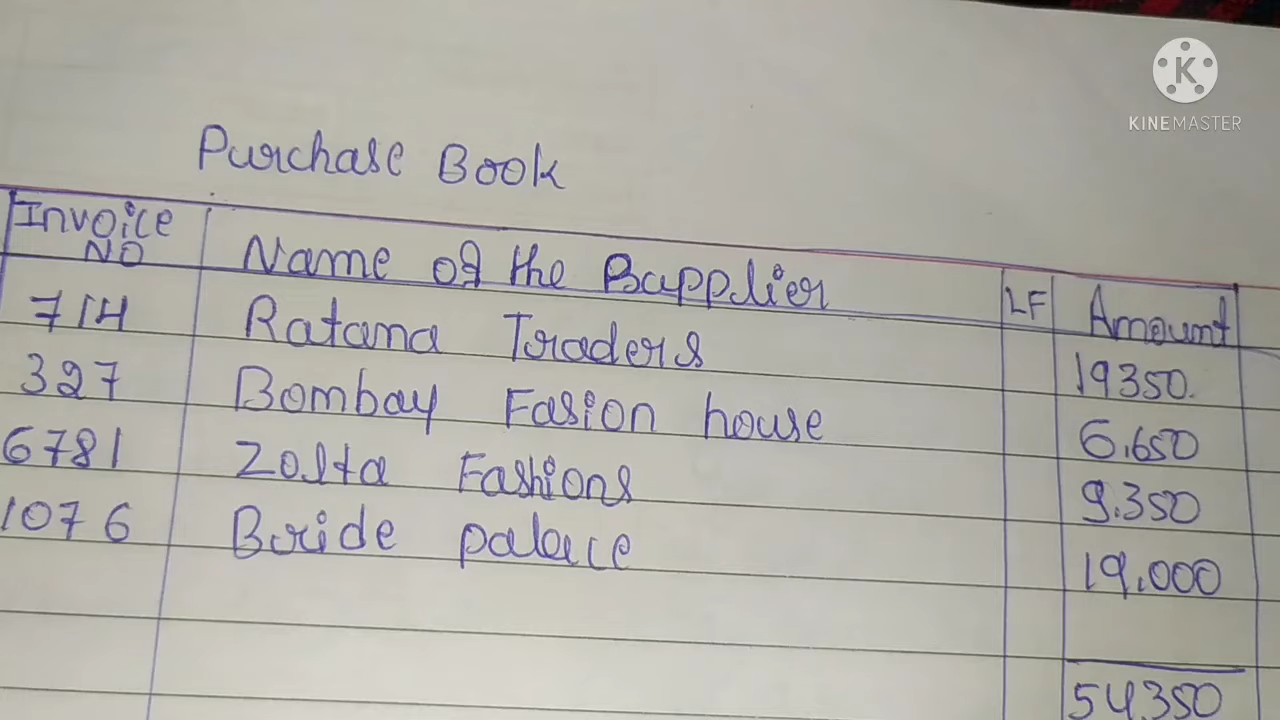 KINEMASTER
Purchase Book
Invoice NO Name of the Bupplier LF Amount
714 Ratana Traders 19350.
327 Bombay Fasion house 6.650
6781 Zolta Fashions 9.350
1076 Bride palace 19.000
54,350